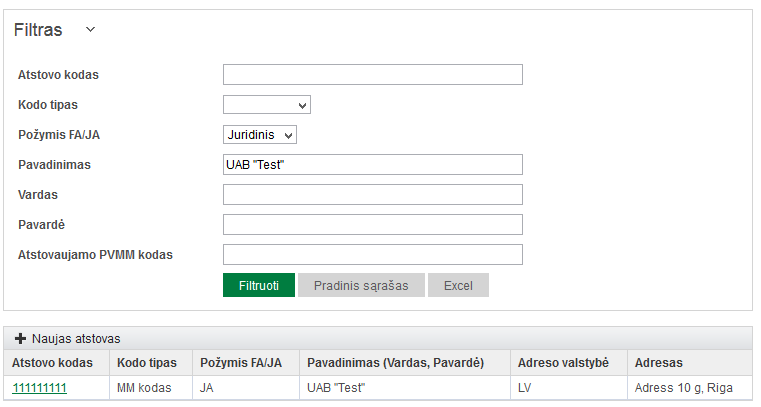 Filtras
Atstovo kodas
Kodo tipas
Požymis FA/JA Juridinis
Pavadinimas UAB "Test"
Vardas
Pavardė
Atstovaujamo PVMM kodas
Filtruoti Pradinis sąrašas Excel
Naujas atstovas
Atstovo kodas Kodo tipas Požymis FA/JA Pavadinimas (Vardas, Pavardė) Adreso valstybė Adresas
111111111 MM kodas JA UAB "Test" LV Adress 10 g, Riga